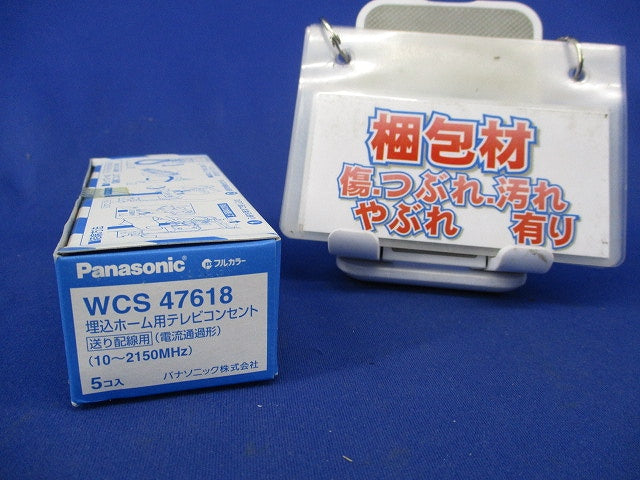 Panasonic フルカラー
WCS 47618
埋込ホーム用テレビコンセント
送り配線用 (電流通過形)
(10〜2150MHz)
5コ入 パナソニック株式会社
梱包材
傷.つぶれ.汚れ
やぶれ 有り